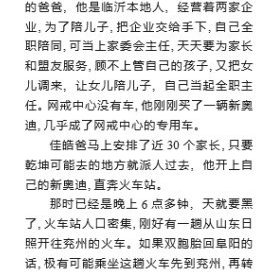 的爸爸，他是临沂本地人，经营着两家企
业，为了陪儿子，把企业交给手下，自己全
职陪同，可当上家委会主任，天天要为家长
和盟友服务，顾不上管自己的孩子，又把女
儿调来，让女儿陪儿子，自己当起全职主
任。网戒中心没有车，他刚刚买了一辆新奥
迪，几乎成了网戒中心的专用车。
佳皓爸马上安排了近 30 个家长，只要
乾坤可能去的地方就派人过去，他开上自
己的新奥迪，直奔火车站。
那时已经是晚上 6 点多钟，天就要黑
了，火车站人口密集，刚好有一趟从山东日
照开往兖州的火车。如果双胞胎回阜阳的
话，极有可能乘坐这趟火车先到兖州，再转